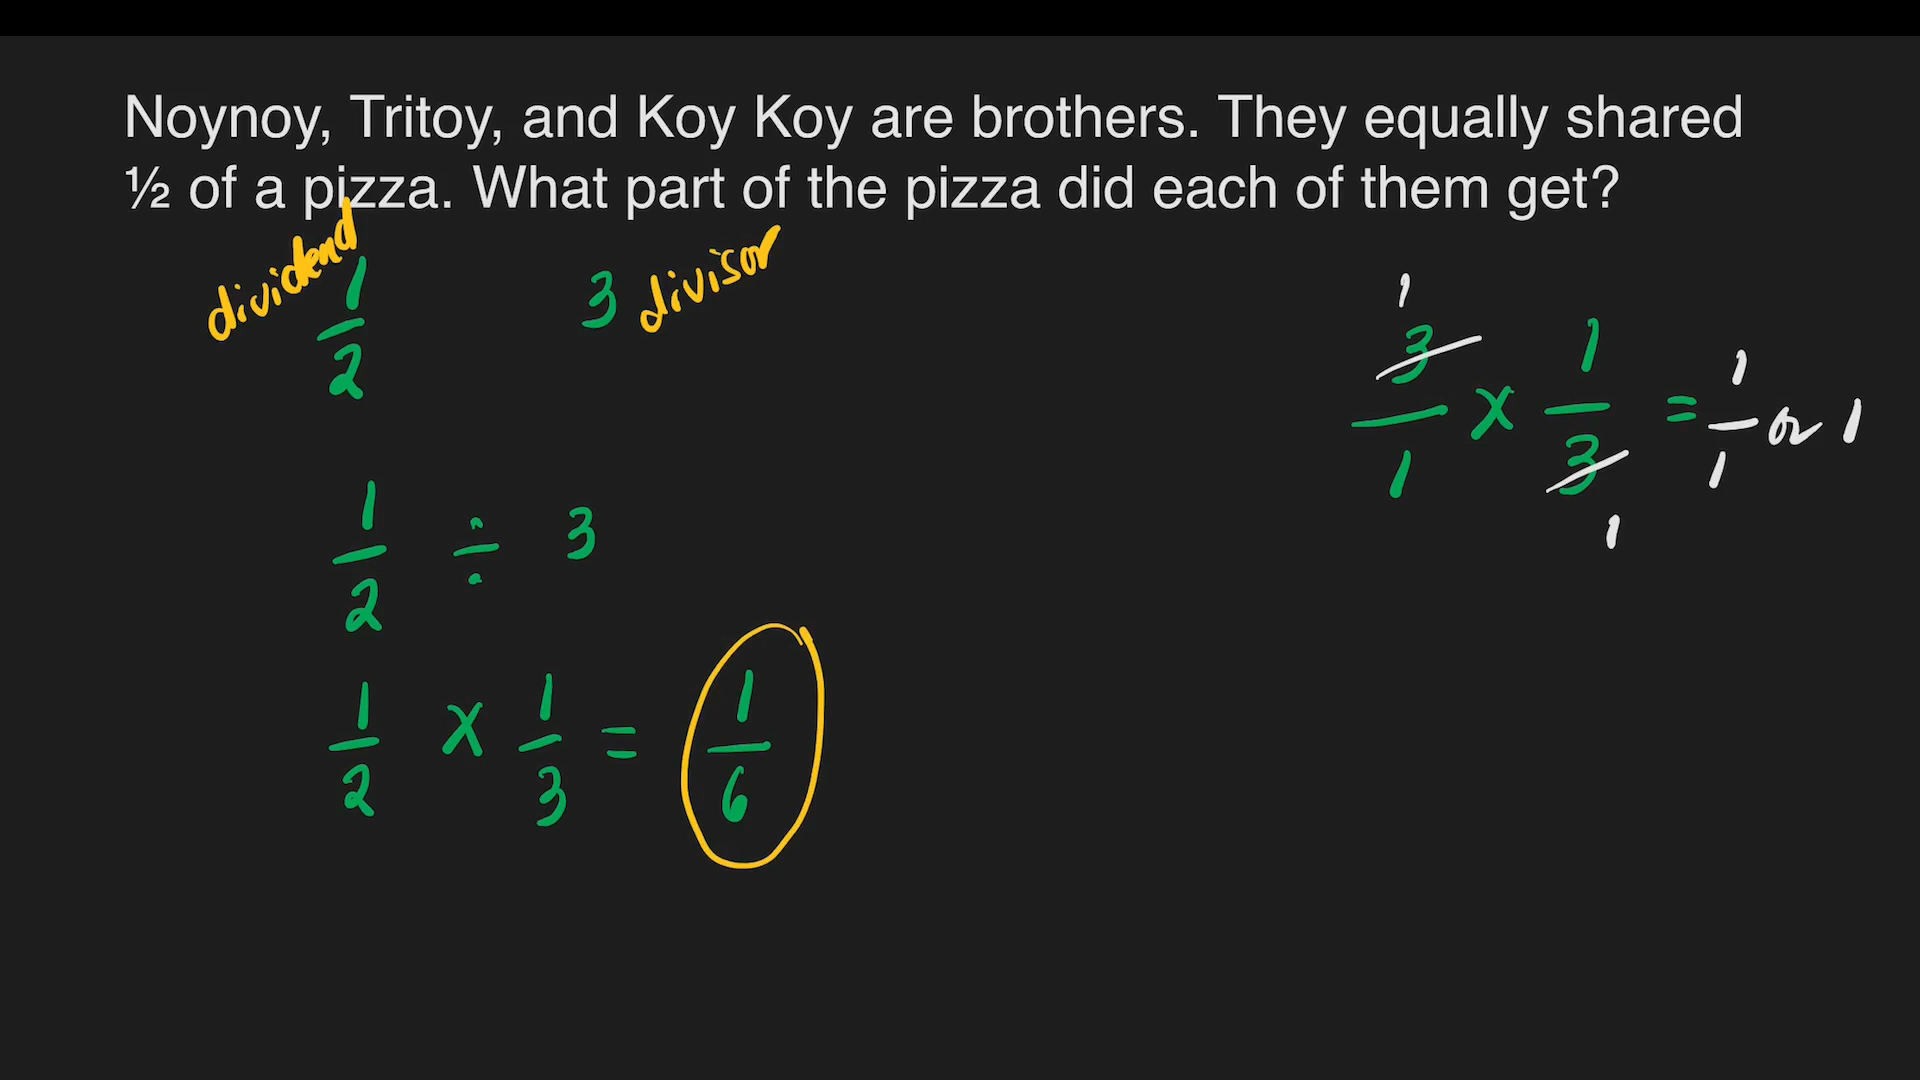 Noynoy, Tritoy, and Koy Koy are brothers. They equally shared
½ of a pizza. What part of the pizza did each of them get?
dividend
1/2
3 divisor
1/2 ÷ 3
1/2 x 1/3 = 1/6
1
3/1 x 1/3 = 1/1 or 1
1